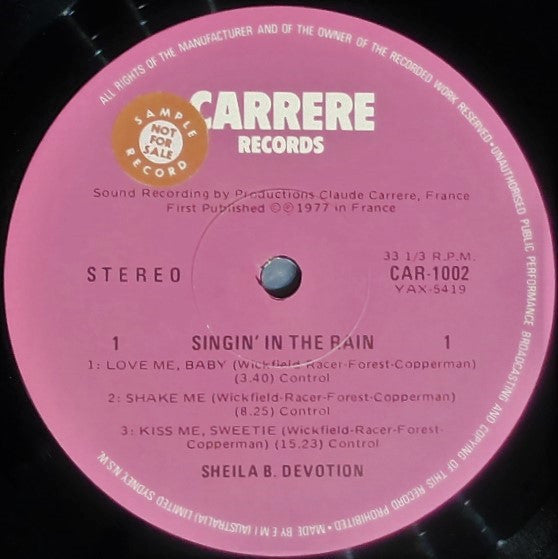 ALL RIGHTS OF THE MANUFACTURER AND OF THE OWNER OF THE RECORDED WORK RESERVED • UNAUTHORISED PUBLIC PERFORMANCE BROADCASTING AND COPYING OF THIS RECORD PROHIBITED • MADE BY E M I (AUSTRALIA) LIMITED SYDNEY, N.S.W.
SAMPLE
NOT
FOR
SALE
RECORD
CARRERE
RECORDS
Sound Recording by Productions Claude Carrere, France
First Published ©℗ 1977 in France
STEREO
33 1/3 R.P.M.
CAR-1002
YAX-5419
1 SINGIN' IN THE RAIN 1
1: LOVE ME, BABY (Wickfield-Racer-Forest-Copperman)
(3.40) Control
2: SHAKE ME (Wickfield-Racer-Forest-Copperman)
(8.25) Control
3: KISS ME, SWEETIE (Wickfield-Racer-Forest-
Copperman) (15.23) Control
SHEILA B. DEVOTION